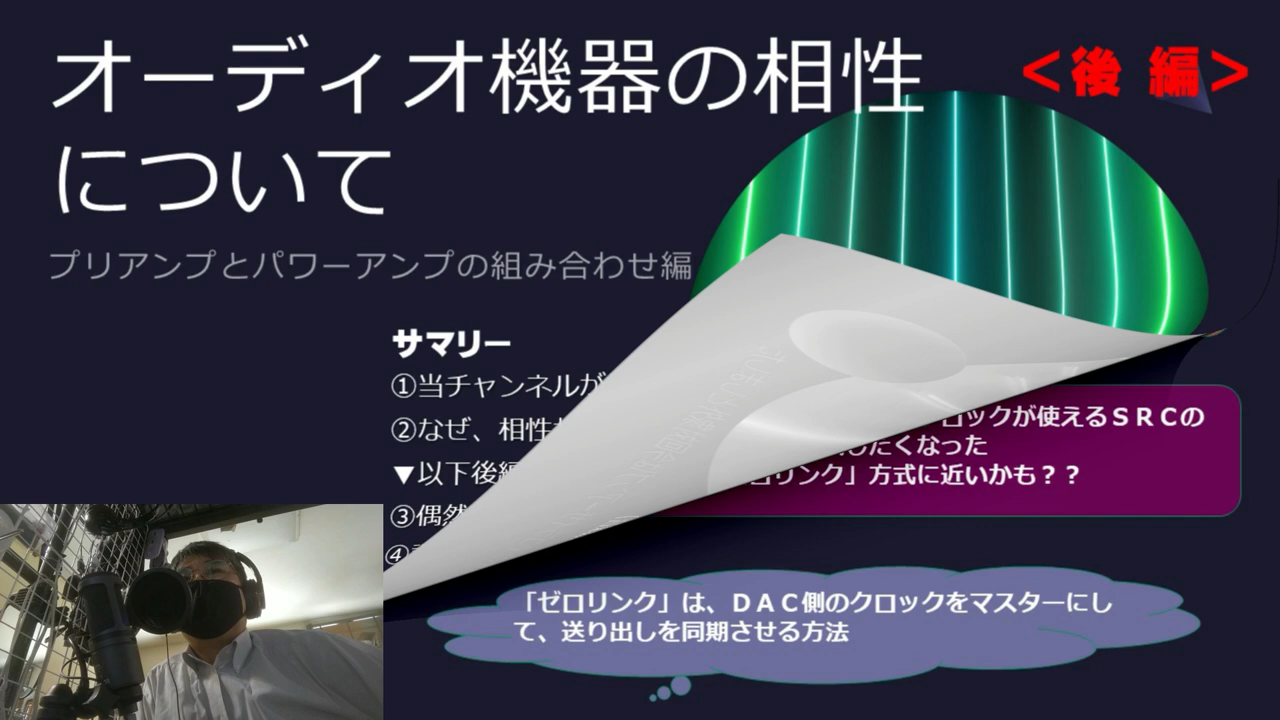 オーディオ機器の相性
について
<後 編>
プリアンプとパワーアンプの組み合わせ編
サマリー
①当チャンネルが
②なぜ、相性
▼以下後編
③偶然
④
ロックが使えるＳＲＣの
したくなった
ロリンク」方式に近いかも？？
「ゼロリンク」は、ＤＡＣ側のクロックをマスターにし
て、送り出しを同期させる方法